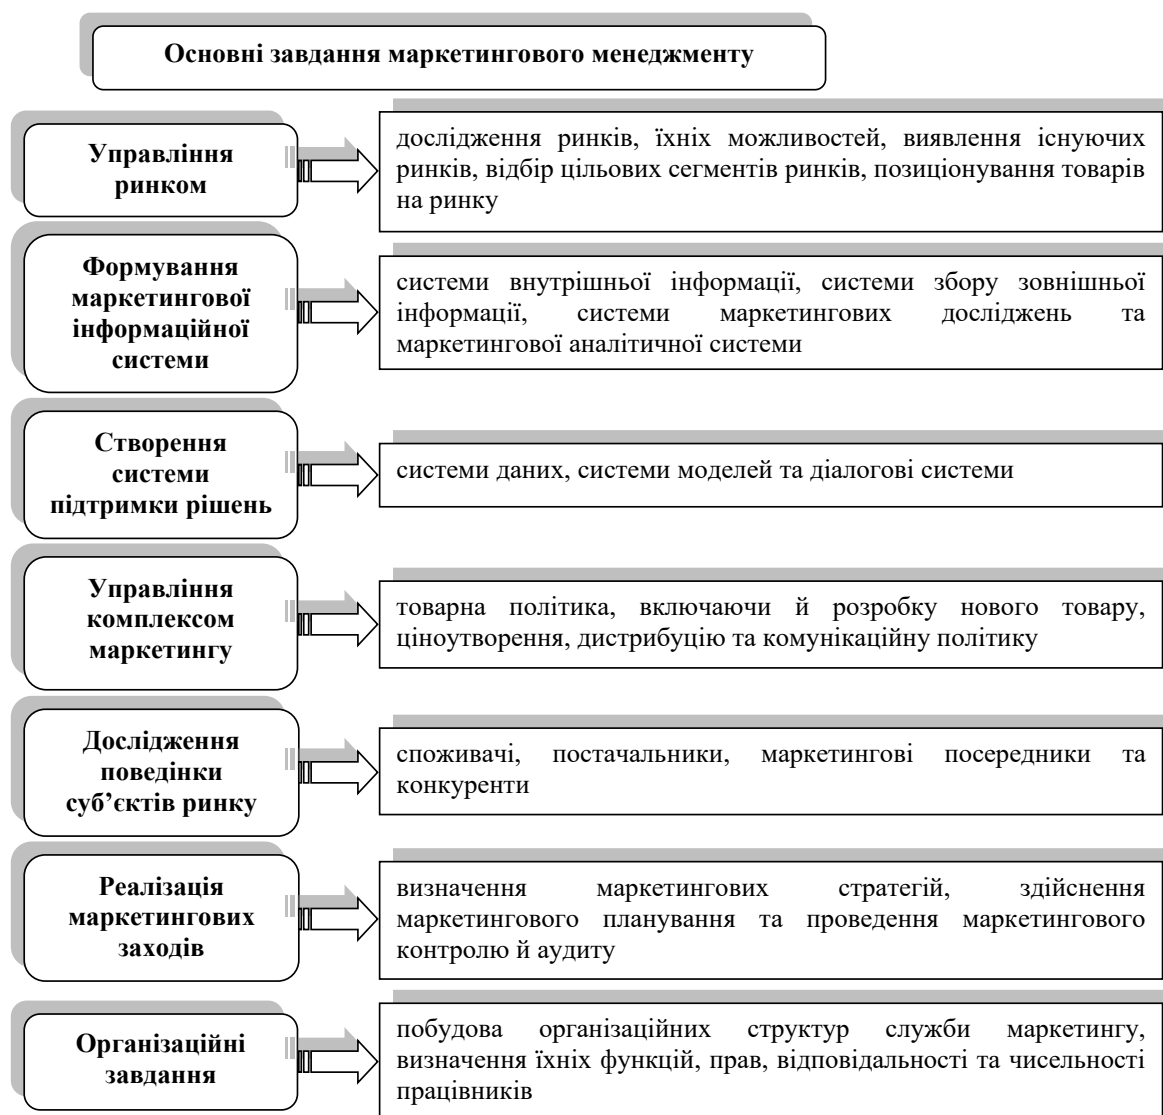 Основні завдання маркетингового менеджменту
Управління
ринком
дослідження ринків, їхніх можливостей, виявлення існуючих
ринків, відбір цільових сегментів ринків, позиціонування товарів
на ринку
Формування
маркетингової
інформаційної
системи
системи внутрішньої інформації, системи збору зовнішньої
інформації, системи маркетингових досліджень та
маркетингової аналітичної системи
Створення
системи
підтримки рішень
системи даних, системи моделей та діалогові системи
Управління
комплексом
маркетингу
товарна політика, включаючи й розробку нового товару,
ціноутворення, дистрибуцію та комунікаційну політику
Дослідження
поведінки
суб’єктів ринку
споживачі, постачальники, маркетингові посередники та
конкуренти
Реалізація
маркетингових
заходів
визначення маркетингових стратегій, здійснення
маркетингового планування та проведення маркетингового
контролю й аудиту
Організаційні
завдання
побудова організаційних структур служби маркетингу,
визначення їхніх функцій, прав, відповідальності та чисельності
працівників